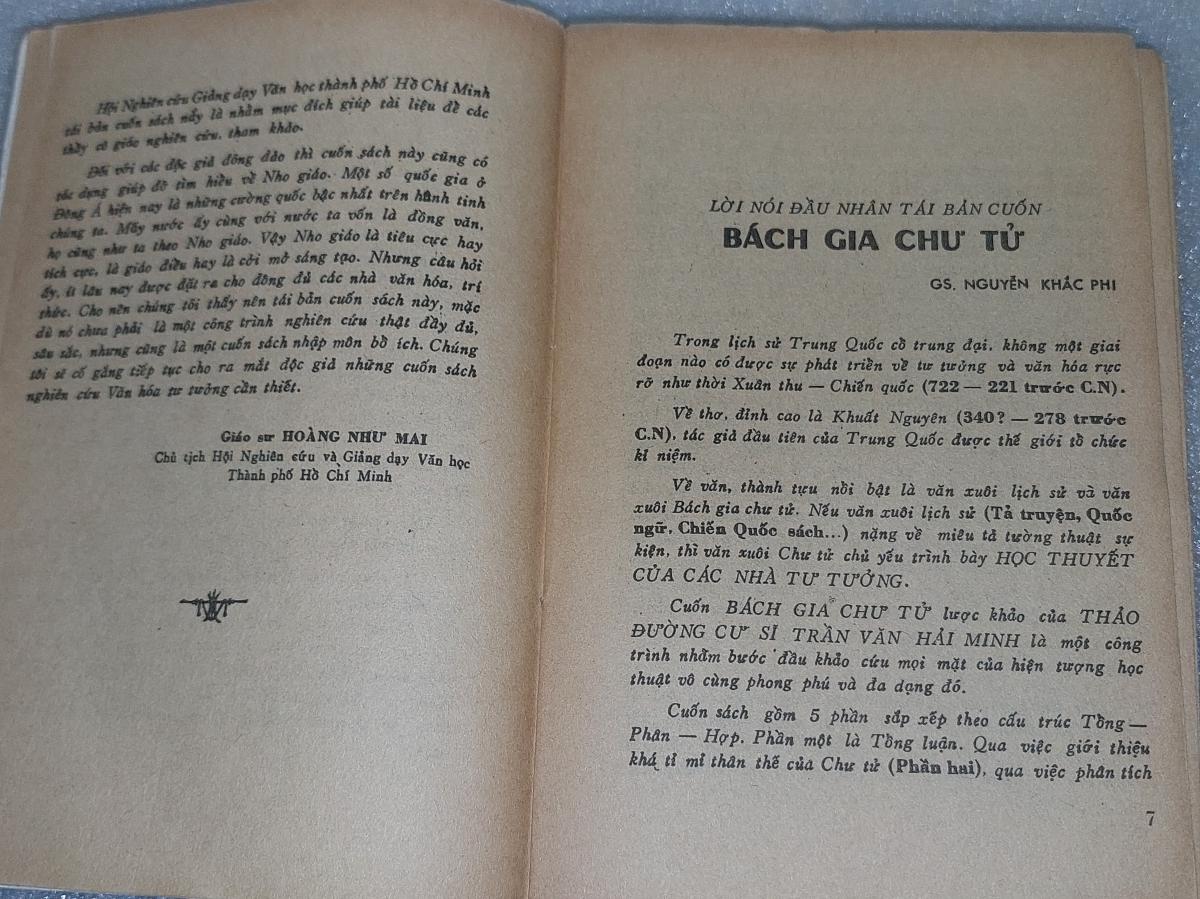 Hội Nghiên cứu Giảng dạy Văn học thành phố Hồ Chí Minh
tái bản cuốn sách nầy là nhằm mục đích giúp tài liệu để các
thầy cô giáo nghiên cứu, tham khảo.
Đối với các độc giả đông đảo thì cuốn sách này cũng có
tác dụng giúp đỡ tìm hiểu về Nho giáo. Một số quốc gia ở
Đông Á hiện nay là những cường quốc bậc nhất trên hành tinh
chúng ta. Mấy nước ấy cùng với nước ta vốn là đồng văn,
họ cũng như ta theo Nho giáo. Vậy Nho giáo là tiêu cực hay
tích cực, là giáo điều hay là cởi mở sáng tạo. Nhưng câu hỏi
ấy, ít lâu nay được đặt ra cho đông đủ các nhà văn hóa, trí
thức. Cho nên chúng tôi thấy nên tái bản cuốn sách này, mặc
dù nó chưa phải là một công trình nghiên cứu thật đầy đủ,
sâu sắc, nhưng cũng là một cuốn sách nhập môn bổ ích. Chúng
tôi sẽ cố gắng tiếp tục cho ra mắt độc giả những cuốn sách
nghiên cứu Văn hóa tư tưởng cần thiết.
Giáo sư HOÀNG NHƯ MAI
Chủ tịch Hội Nghiên cứu và Giảng dạy Văn học
Thành phố Hồ Chí Minh
LỜI NÓI ĐẦU NHÂN TÁI BẢN CUỐN
BÁCH GIA CHƯ TỬ
GS. NGUYỄN KHẮC PHI
Trong lịch sử Trung Quốc cổ trung đại, không một giai
đoạn nào có được sự phát triển về tư tưởng và văn hóa rực
rỡ như thời Xuân thu — Chiến quốc (722 — 221 trước C.N).
Về thơ, đỉnh cao là Khuất Nguyên (340? — 278 trước
C.N), tác giả đầu tiên của Trung Quốc được thế giới tổ chức
kỉ niệm.
Về văn, thành tựu nổi bật là văn xuôi lịch sử và văn
xuôi Bách gia chư tử. Nếu văn xuôi lịch sử (Tả truyện, Quốc
ngữ, Chiến Quốc sách...) nặng về miêu tả tường thuật sự
kiện, thì văn xuôi Chư tử chủ yếu trình bày HỌC THUYẾT
CỦA CÁC NHÀ TƯ TƯỞNG.
Cuốn BÁCH GIA CHƯ TỬ lược khảo của THẢO
ĐƯỜNG CƯ SĨ TRẦN VĂN HẢI MINH là một công
trình nhằm bước đầu khảo cứu mọi mặt của hiện tượng học
thuật vô cùng phong phú và đa dạng đó.
Cuốn sách gồm 5 phần sắp xếp theo cấu trúc Tổng —
Phân — Hợp. Phần một là Tổng luận. Qua việc giới thiệu
khá tỉ mỉ thân thế của Chư tử (Phần hai), qua việc phân tích
7